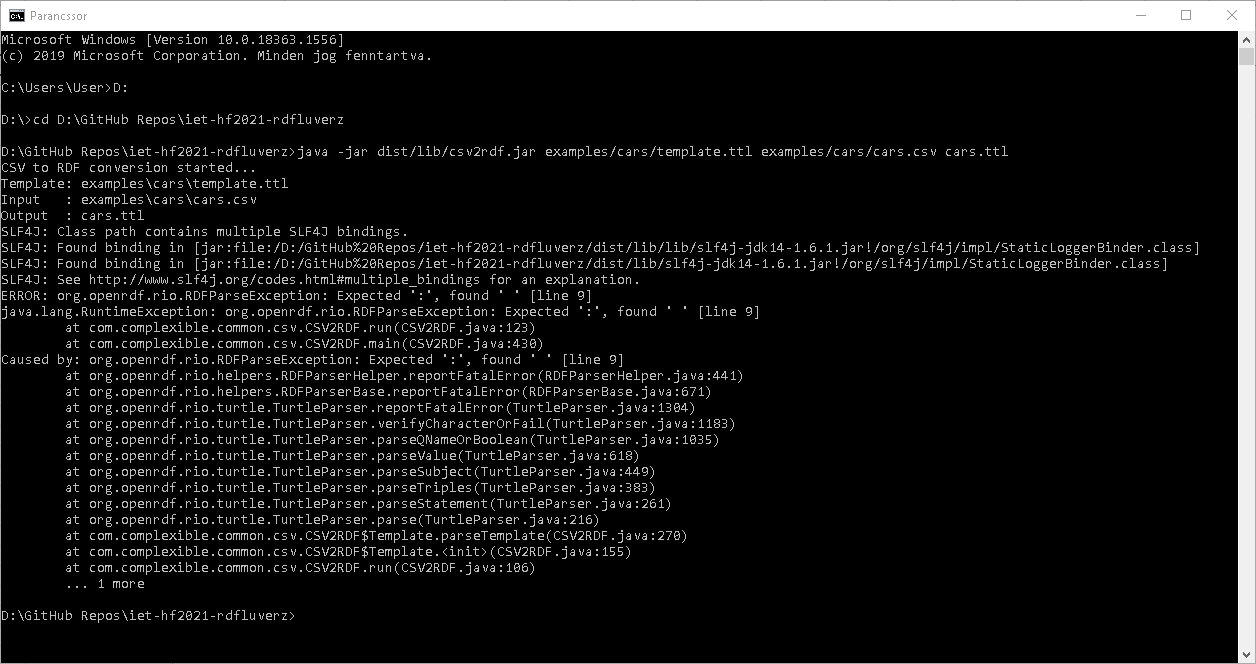 Parancssor
Microsoft Windows [Version 10.0.18363.1556]
(c) 2019 Microsoft Corporation. Minden jog fenntartva.
C:\Users\User>D:
D:\>cd D:\GitHub Repos\iet-hf2021-rdfluverz
D:\GitHub Repos\iet-hf2021-rdfluverz>java -jar dist/lib/csv2rdf.jar examples/cars/template.ttl examples/cars/cars.csv cars.ttl
CSV to RDF conversion started...
Template: examples\cars\template.ttl
Input   : examples\cars\cars.csv
Output  : cars.ttl
SLF4J: Class path contains multiple SLF4J bindings.
SLF4J: Found binding in [jar:file:/D:/GitHub%20Repos/iet-hf2021-rdfluverz/dist/lib/lib/slf4j-jdk14-1.6.1.jar!/org/slf4j/impl/StaticLoggerBinder.class]
SLF4J: Found binding in [jar:file:/D:/GitHub%20Repos/iet-hf2021-rdfluverz/dist/lib/slf4j-jdk14-1.6.1.jar!/org/slf4j/impl/StaticLoggerBinder.class]
SLF4J: See http://www.slf4j.org/codes.html#multiple_bindings for an explanation.
ERROR: org.openrdf.rio.RDFParseException: Expected ':', found ' ' [line 9]
java.lang.RuntimeException: org.openrdf.rio.RDFParseException: Expected ':', found ' ' [line 9]
        at com.complexible.common.csv.CSV2RDF.run(CSV2RDF.java:123)
        at com.complexible.common.csv.CSV2RDF.main(CSV2RDF.java:430)
Caused by: org.openrdf.rio.RDFParseException: Expected ':', found ' ' [line 9]
        at org.openrdf.rio.helpers.RDFParserHelper.reportFatalError(RDFParserHelper.java:441)
        at org.openrdf.rio.helpers.RDFParserBase.reportFatalError(RDFParserBase.java:671)
        at org.openrdf.rio.turtle.TurtleParser.reportFatalError(TurtleParser.java:1304)
        at org.openrdf.rio.turtle.TurtleParser.verifyCharacterOrFail(TurtleParser.java:1183)
        at org.openrdf.rio.turtle.TurtleParser.parseQNameOrBoolean(TurtleParser.java:1035)
        at org.openrdf.rio.turtle.TurtleParser.parseValue(TurtleParser.java:618)
        at org.openrdf.rio.turtle.TurtleParser.parseSubject(TurtleParser.java:449)
        at org.openrdf.rio.turtle.TurtleParser.parseTriples(TurtleParser.java:383)
        at org.openrdf.rio.turtle.TurtleParser.parseStatement(TurtleParser.java:261)
        at org.openrdf.rio.turtle.TurtleParser.parse(TurtleParser.java:216)
        at com.complexible.common.csv.CSV2RDF$Template.parseTemplate(CSV2RDF.java:270)
        at com.complexible.common.csv.CSV2RDF$Template.<init>(CSV2RDF.java:155)
        at com.complexible.common.csv.CSV2RDF.run(CSV2RDF.java:106)
        ... 1 more
D:\GitHub Repos\iet-hf2021-rdfluverz>